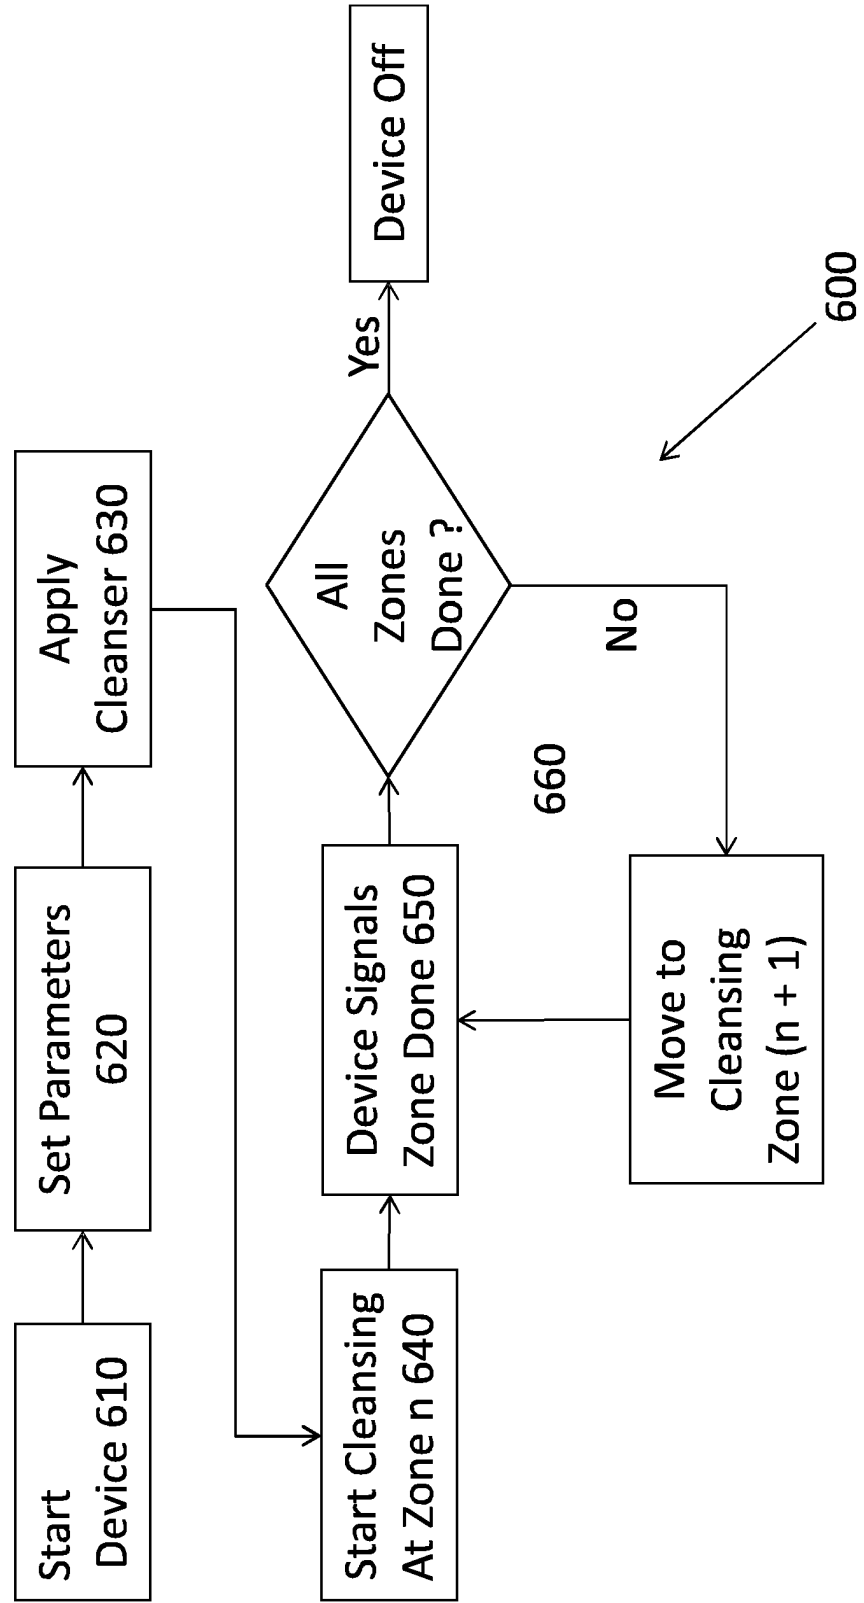 Start
Device 610
Set Parameters
620
Apply
Cleanser 630
Start Cleansing
At Zone n 640
Device Signals
Zone Done 650
All
Zones
Done ?
Yes
Device Off
660
No
Move to
Cleansing
Zone (n + 1)
600